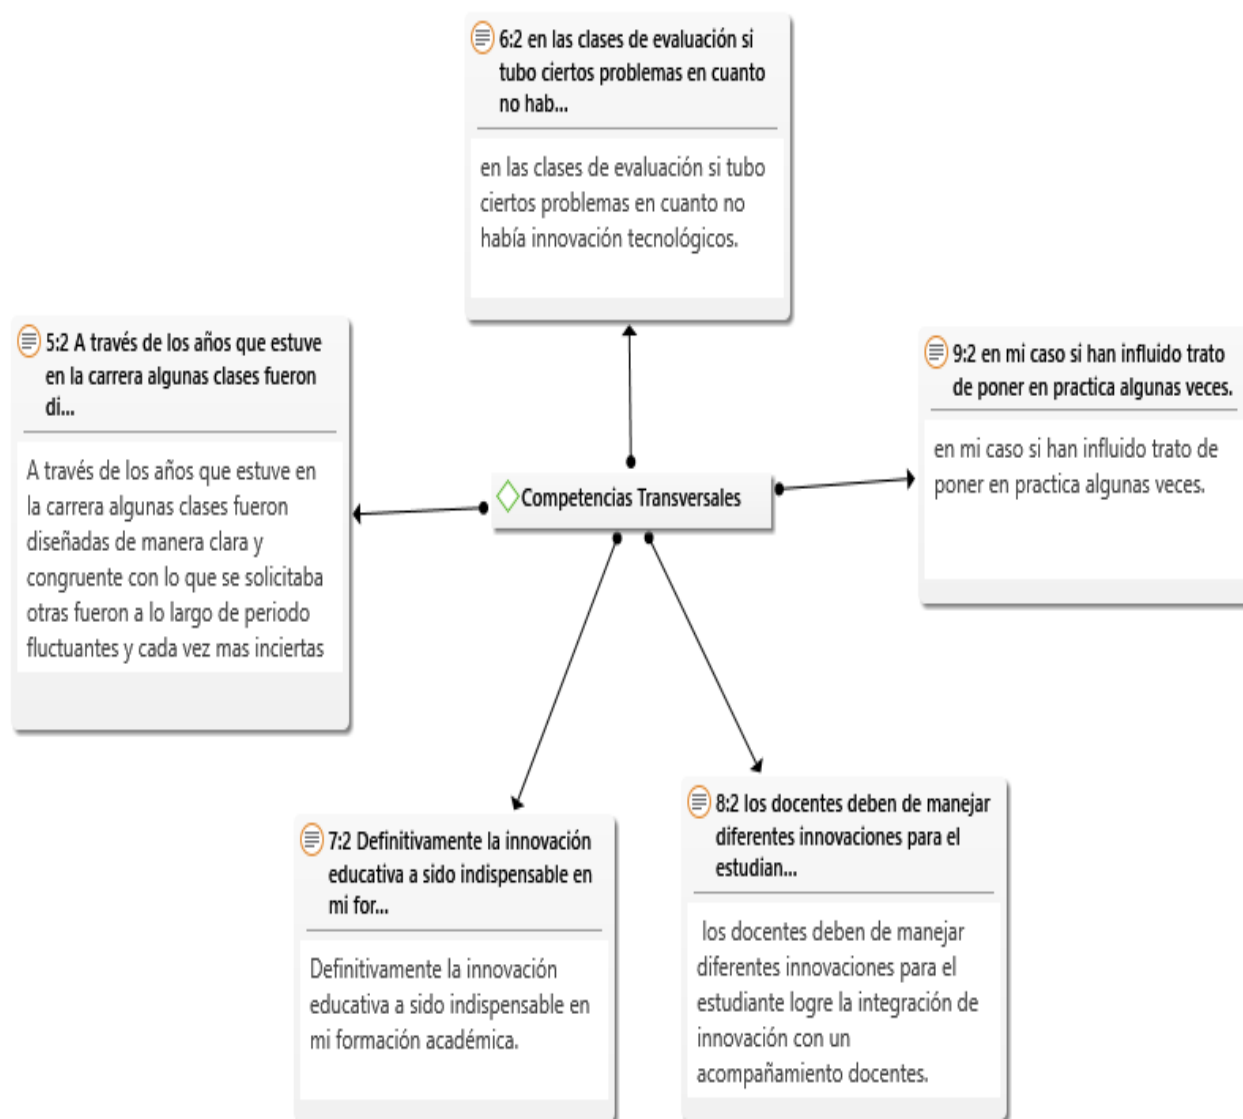 6:2 en las clases de evaluación si
tubo ciertos problemas en cuanto
no hab...
en las clases de evaluación si tubo
ciertos problemas en cuanto no
había innovación tecnológicos.
5:2 A través de los años que estuve
en la carrera algunas clases fueron
di...
A través de los años que estuve en
la carrera algunas clases fueron
diseñadas de manera clara y
congruente con lo que se solicitaba
otras fueron a lo largo de periodo
fluctuantes y cada vez mas inciertas
9:2 en mi caso si han influido trato
de poner en practica algunas veces.
en mi caso si han influido trato de
poner en practica algunas veces.
Competencias Transversales
7:2 Definitivamente la innovación
educativa a sido indispensable en
mi for...
Definitivamente la innovación
educativa a sido indispensable en
mi formación académica.
8:2 los docentes deben de manejar
diferentes innovaciones para el
estudian...
los docentes deben de manejar
diferentes innovaciones para el
estudiante logre la integración de
innovación con un
acompañamiento docentes.